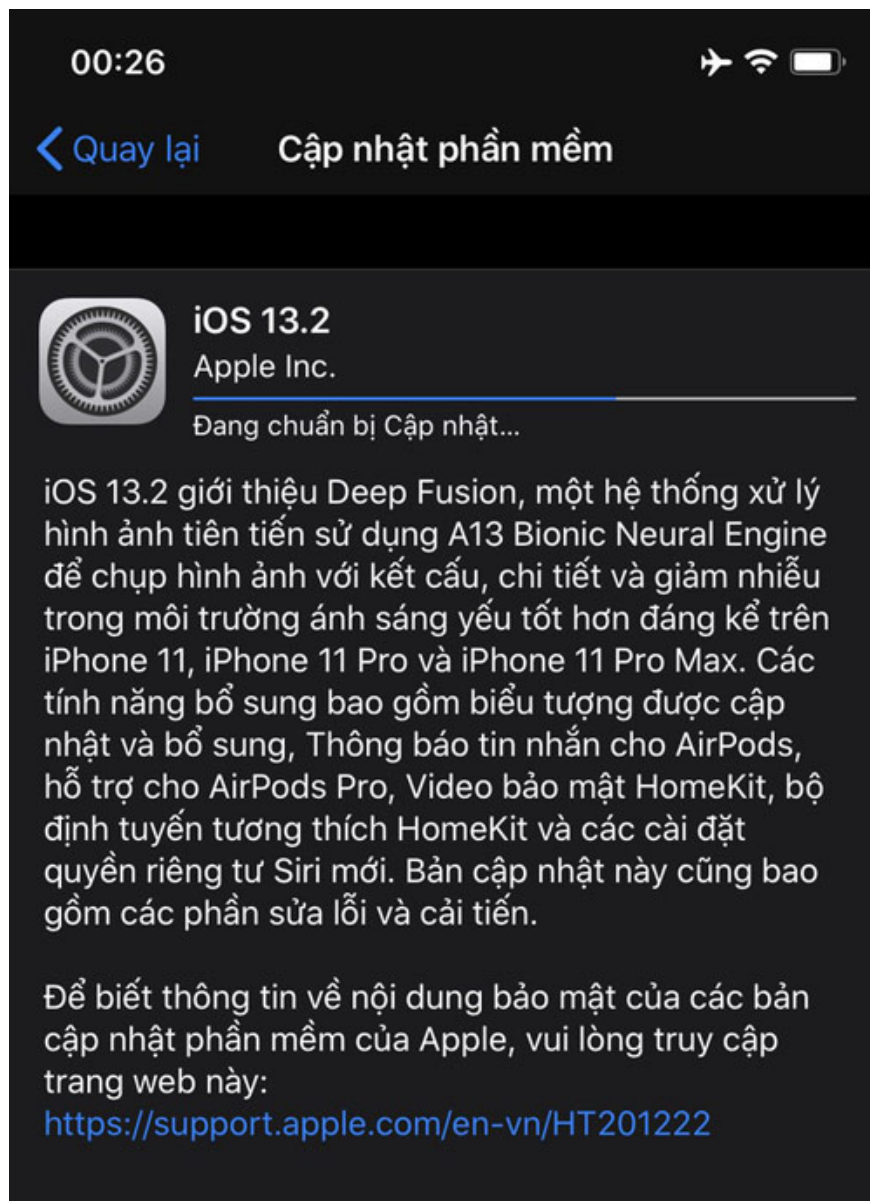 00:26
Quay lại
Cập nhật phần mềm
iOS 13.2
Apple Inc.
Đang chuẩn bị Cập nhật...
iOS 13.2 giới thiệu Deep Fusion, một hệ thống xử lý
hình ảnh tiên tiến sử dụng A13 Bionic Neural Engine
để chụp hình ảnh với kết cấu, chi tiết và giảm nhiễu
trong môi trường ánh sáng yếu tốt hơn đáng kể trên
iPhone 11, iPhone 11 Pro và iPhone 11 Pro Max. Các
tính năng bổ sung bao gồm biểu tượng được cập
nhật và bổ sung, Thông báo tin nhắn cho AirPods,
hỗ trợ cho AirPods Pro, Video bảo mật HomeKit, bộ
định tuyến tương thích HomeKit và các cài đặt
quyền riêng tư Siri mới. Bản cập nhật này cũng bao
gồm các phần sửa lỗi và cải tiến.
Để biết thông tin về nội dung bảo mật của các bản
cập nhật phần mềm của Apple, vui lòng truy cập
trang web này:
https://support.apple.com/en-vn/HT201222